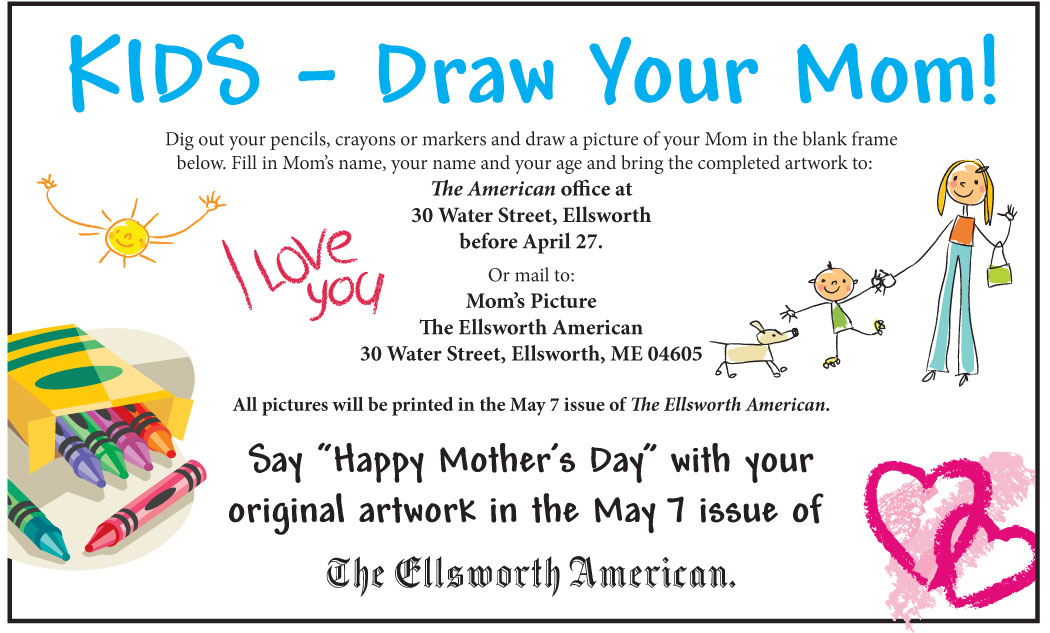 KIDS – Draw Your Mom!
Dig out your pencils, crayons or markers and draw a picture of your Mom in the blank frame
below. Fill in Mom’s name, your name and your age and bring the completed artwork to:
The American office at
30 Water Street, Ellsworth
before April 27.
I LOVE
you
Or mail to:
Mom’s Picture
The Ellsworth American
30 Water Street, Ellsworth, ME 04605
All pictures will be printed in the May 7 issue of The Ellsworth American.
Say “Happy Mother’s Day” with your
original artwork in the May 7 issue of
The Ellsworth American.